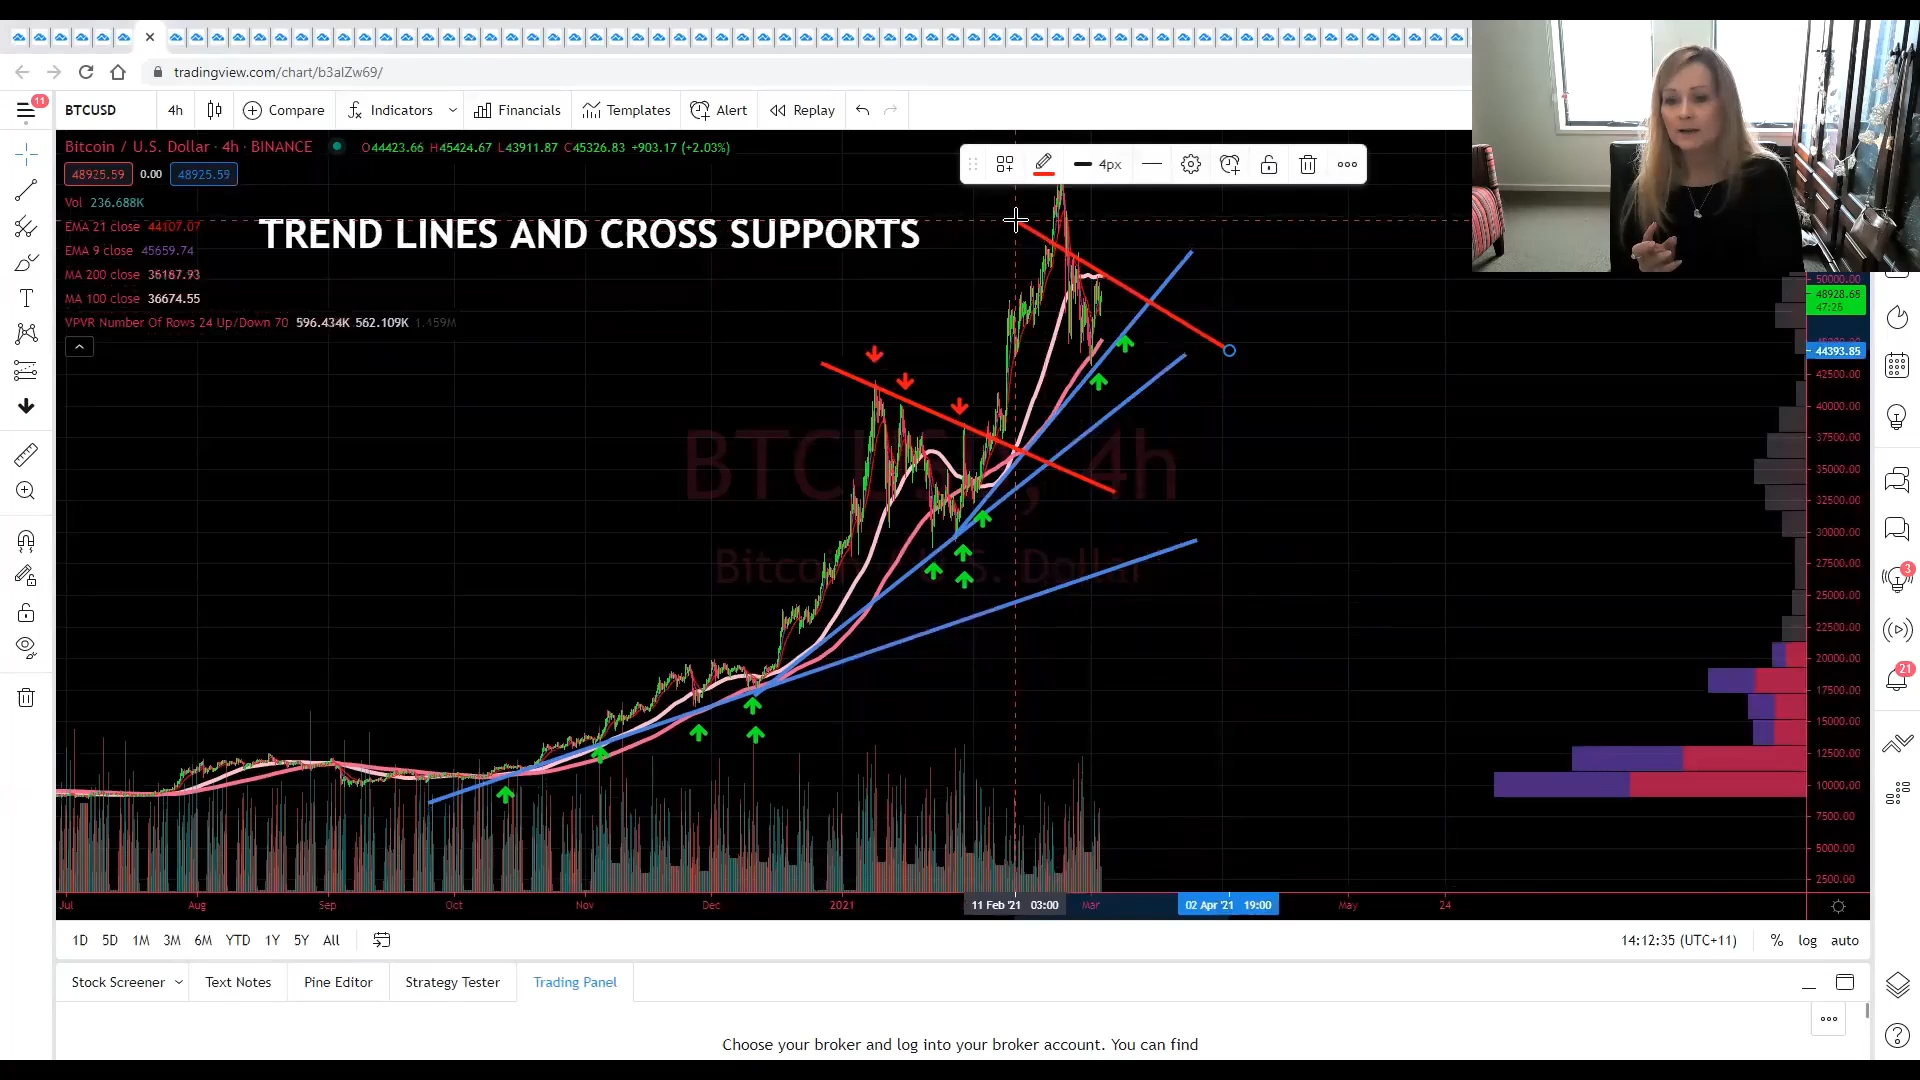 tradingview.com/chart/b3alZw69/
11
BTCUSD 4h Compare Indicators Financials Templates Alert Replay
Bitcoin / U.S. Dollar · 4h · BINANCE O44423.66 H45424.67 L43911.87 C45326.83 +903.17 (+2.03%)
48925.59 0.00 48925.59
4px
Vol 236.688K
EMA 21 close 44107.07
TREND LINES AND CROSS SUPPORTS
EMA 9 close 45659.74
MA 200 close 36187.93
MA 100 close 36674.55
VPVR Number Of Rows 24 Up/Down 70 596.434K 562.109K 1.459M
BTCUSD, 4h
Bitcoin / U.S. Dollar
50000.00
48928.65
47:25
44393.85
42500.00
40000.00
37500.00
35000.00
32500.00
30000.00
27500.00
25000.00
22500.00
20000.00
17500.00
15000.00
12500.00
10000.00
7500.00
5000.00
2500.00
3
21
Jul Aug Sep Oct Nov Dec 2021 11 Feb '21 03:00 Mar 02 Apr '21 19:00 May 24
1D 5D 1M 3M 6M YTD 1Y 5Y All 14:12:35 (UTC+11) % log auto
Stock Screener Text Notes Pine Editor Strategy Tester Trading Panel
Choose your broker and log into your broker account. You can find